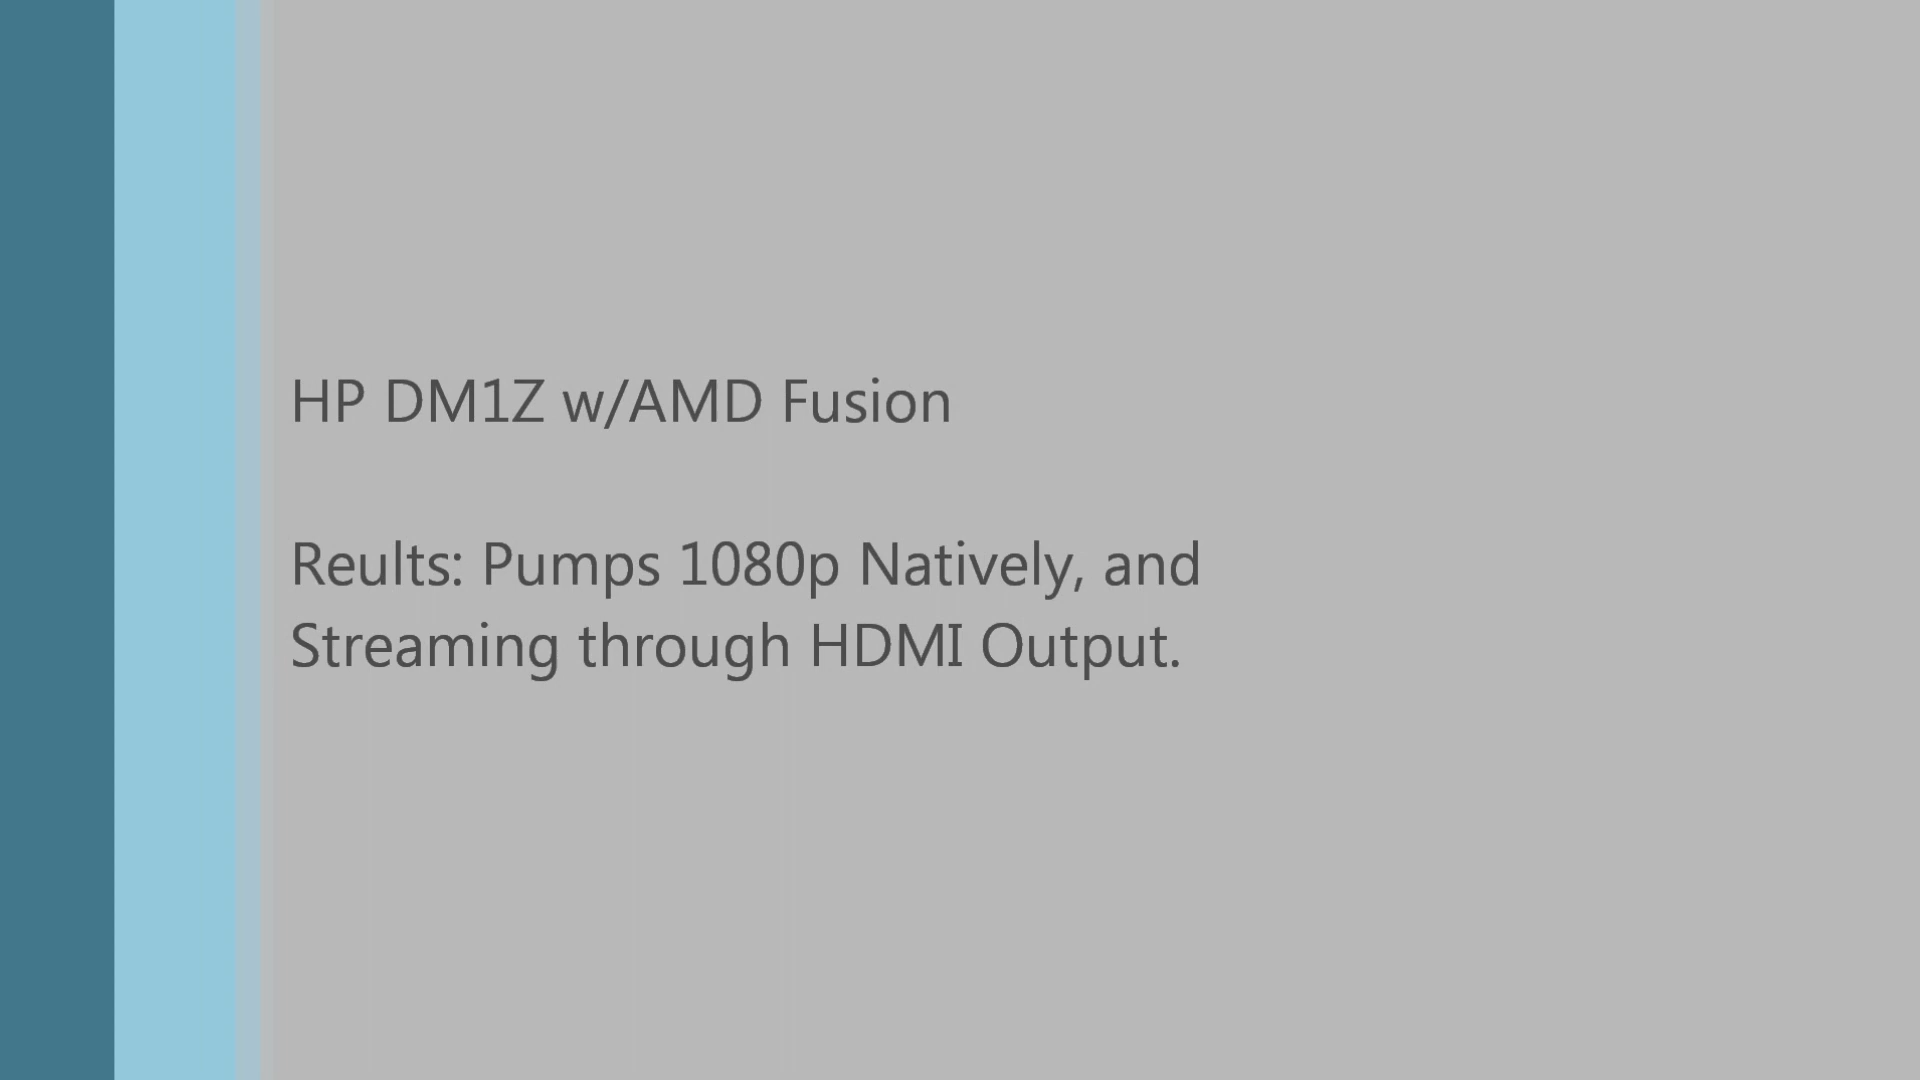 HP DM1Z w/AMD Fusion
Reults: Pumps 1080p Natively, and
Streaming through HDMI Output.